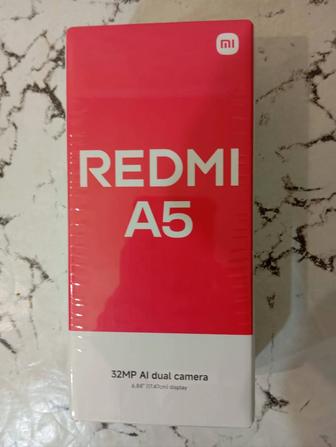 mi
REDMI
A5
32MP AI dual camera
6.88" (17.47cm) display